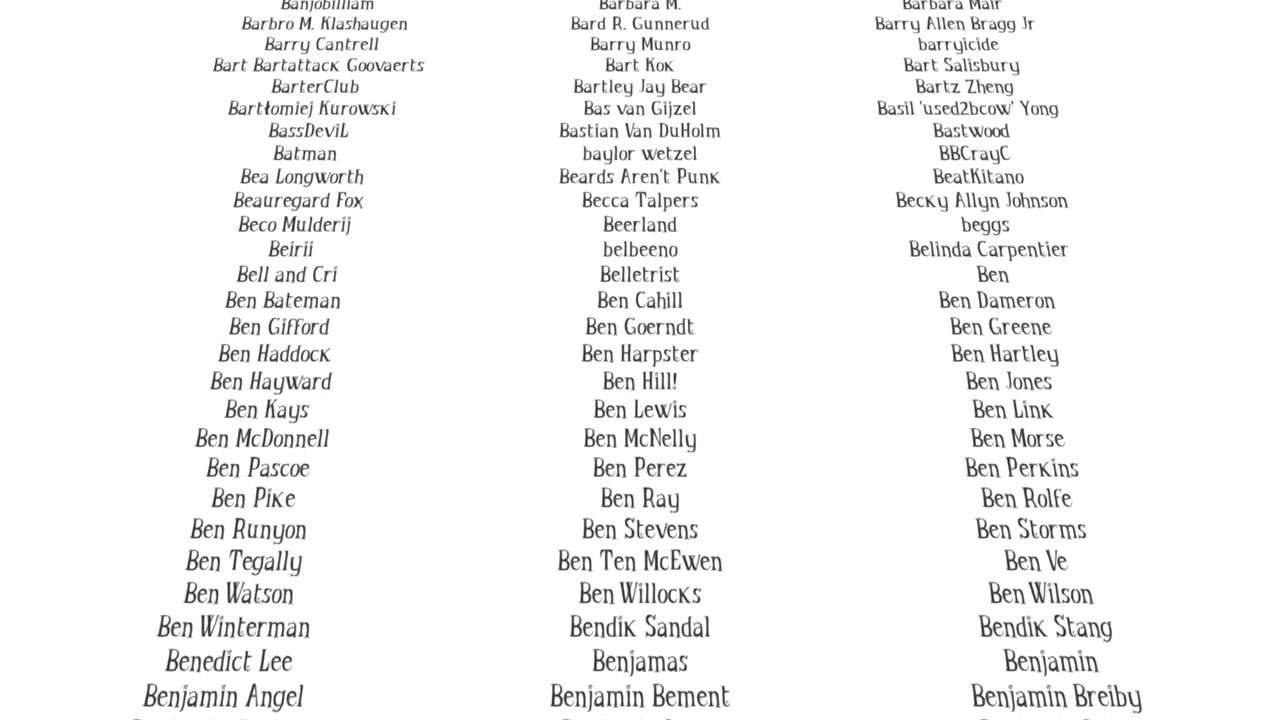 Banjobilliam Barbara M. Barbara Mair
Barbro M. Klashaugen Bard R. Gunnerud Barry Allen Bragg Jr
Barry Cantrell Barry Munro barryicide
Bart Bartattack Goovaerts Bart Kok Bart Salisbury
BarterClub Bartley Jay Bear Bartz Zheng
Bartłomiej Kurowski Bas van Gijzel Basil 'used2bcow' Yong
BassDeviL Bastian Van DuHolm Bastwood
Batman baylor wetzel BBCrayC
Bea Longworth Beards Aren't Punk BeatKitano
Beauregard Fox Becca Talpers Becky Allyn Johnson
Beco Mulderij Beerland beggs
Beirii belbeeno Belinda Carpentier
Bell and Cri Belletrist Ben
Ben Bateman Ben Cahill Ben Dameron
Ben Gifford Ben Goerndt Ben Greene
Ben Haddock Ben Harpster Ben Hartley
Ben Hayward Ben Hill! Ben Jones
Ben Kays Ben Lewis Ben Link
Ben McDonnell Ben McNelly Ben Morse
Ben Pascoe Ben Perez Ben Perkins
Ben Pike Ben Ray Ben Rolfe
Ben Runyon Ben Stevens Ben Storms
Ben Tegally Ben Ten McEwen Ben Ve
Ben Watson Ben Willocks Ben Wilson
Ben Winterman Bendik Sandal Bendik Stang
Benedict Lee Benjamas Benjamin
Benjamin Angel Benjamin Bement Benjamin Breiby